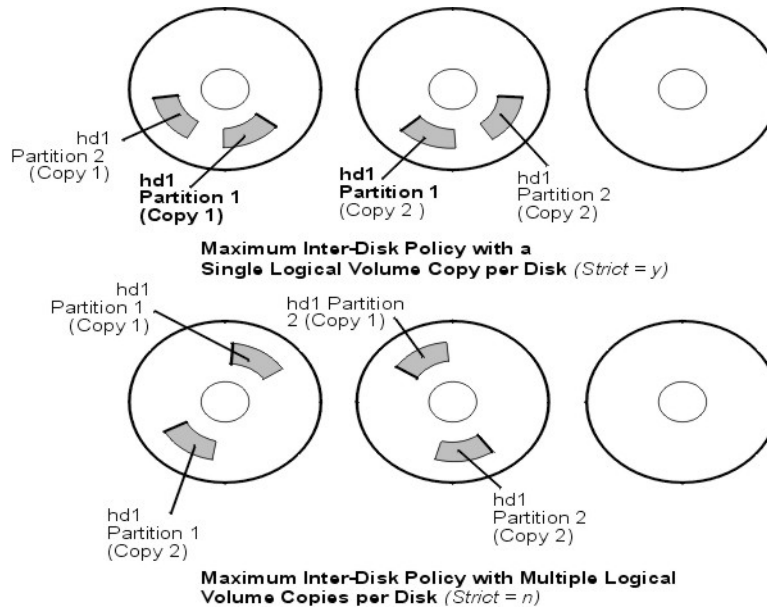 hd1
Partition 2
(Copy 1)
hd1
Partition 1
(Copy 1)
hd1
Partition 1
(Copy 2 )
hd1
Partition 2
(Copy 2)
Maximum Inter-Disk Policy with a
Single Logical Volume Copy per Disk (Strict = y)
hd1
Partition 1
(Copy 1)
hd1 Partition
2 (Copy 1)
hd1
Partition 1
(Copy 2)
hd1
Partition 2
(Copy 2)
Maximum Inter-Disk Policy with Multiple Logical
Volume Copies per Disk (Strict = n)